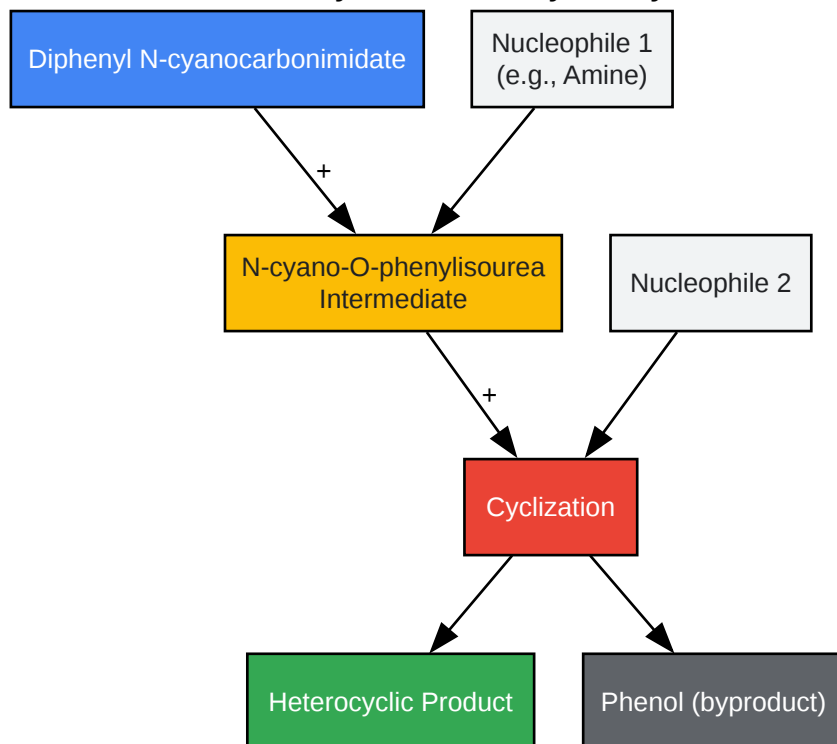 Diphenyl N-cyanocarbonimidate
Nucleophile 1
(e.g., Amine)
+
N-cyano-O-phenylisourea
Intermediate
Nucleophile 2
+
Cyclization
Heterocyclic Product
Phenol (byproduct)